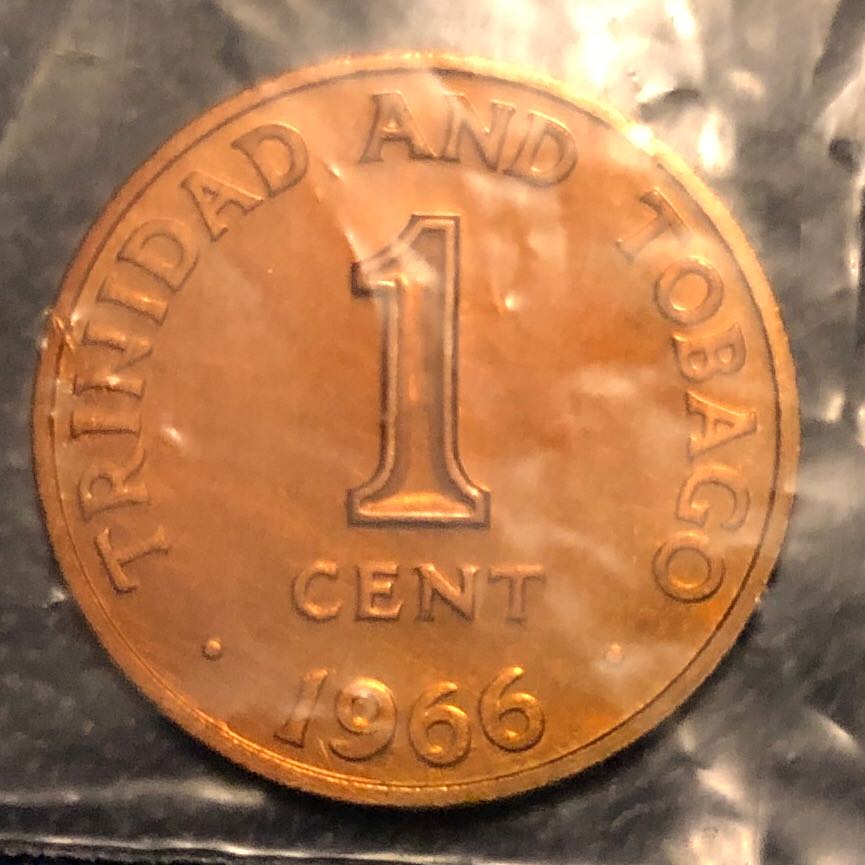 TRINIDAD AND TOBAGO
1
CENT
· 1966 ·